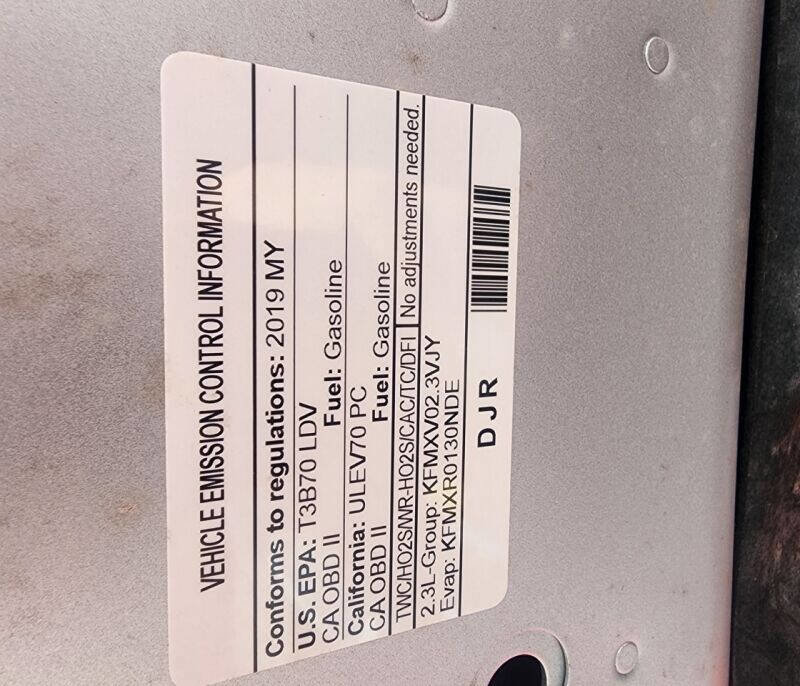 VEHICLE EMISSION CONTROL INFORMATION
Conforms to regulations: 2019 MY
U.S. EPA: T3B70 LDV
CA OBD II Fuel: Gasoline
California: ULEV70 PC
CA OBD II Fuel: Gasoline
TWC/HO2S/WR-HO2S/CAC/TC/DFI No adjustments needed.
2.3L-Group: KFMXV02.3VJY
Evap: KFMXR0130NDE
DJR